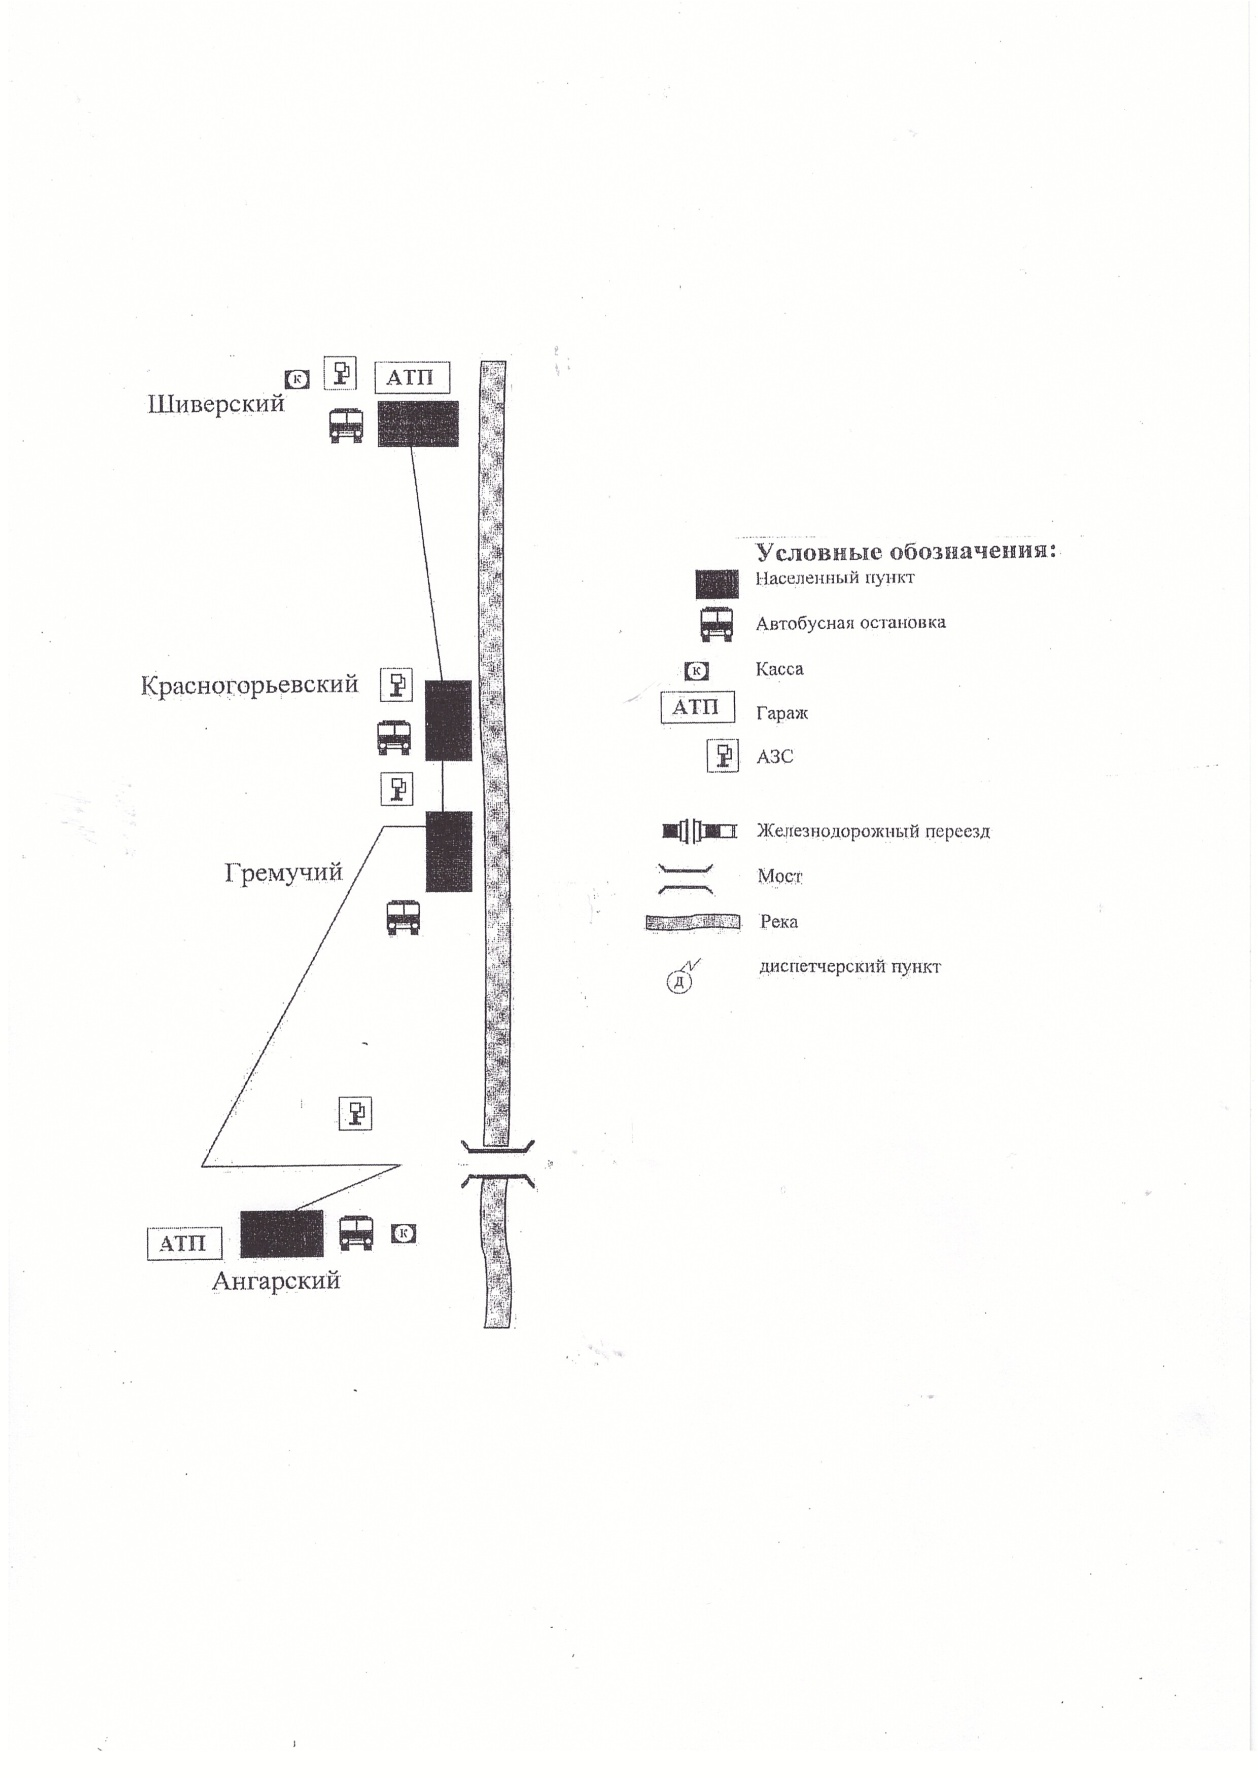 К
АТП
Шиверский
Условные обозначения:
Населенный пункт
Автобусная остановка
К
Касса
Красногорьевский
АТП
Гараж
АЗС
Железнодорожный переезд
Гремучий
Мост
Река
Д
диспетчерский пункт
АТП
К
Ангарский